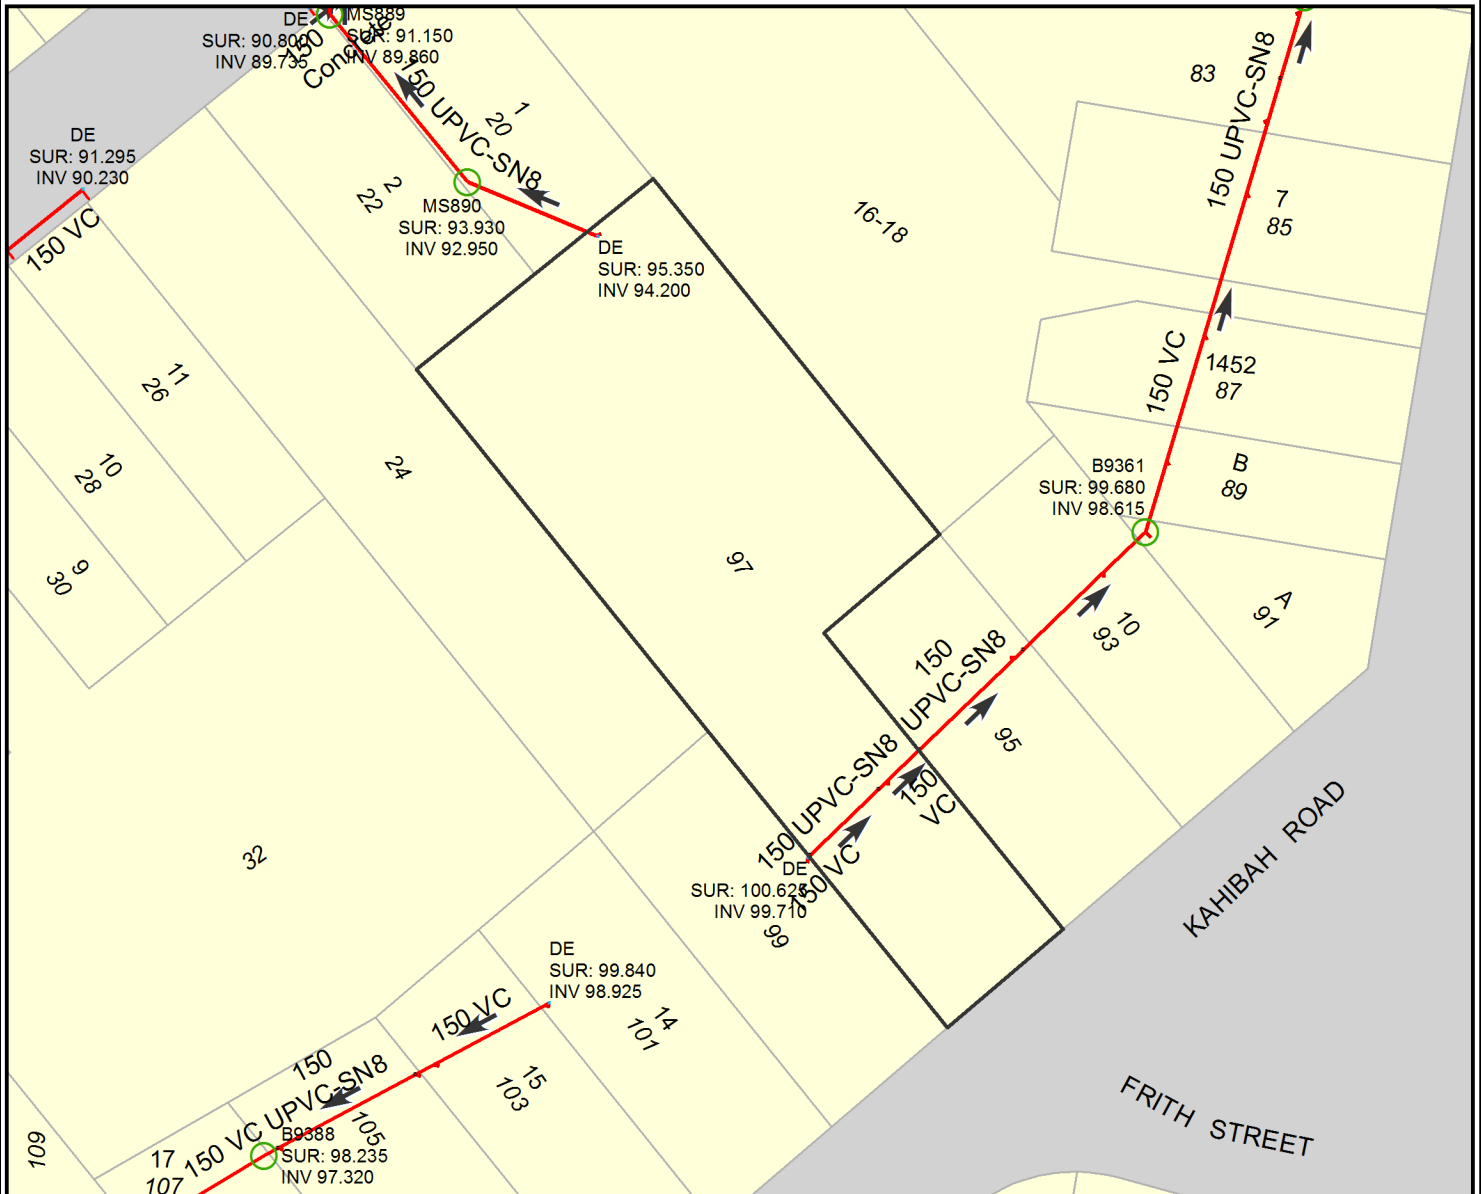 DE
SUR: 90.800
INV 89.735
MS889
SUR: 91.150
INV 89.860
150
Concrete
150 UPVC-SN8
1
20
83
150 UPVC-SN8
DE
SUR: 91.295
INV 90.230
150 VC
2
22
MS890
SUR: 93.930
INV 92.950
16-18
7
85
DE
SUR: 95.350
INV 94.200
150 VC
1452
87
11
26
10
28
24
B9361
SUR: 99.680
INV 98.615
B
89
9
30
97
A
91
10
93
150
UPVC-SN8
95
150 UPVC-SN8
150
VC
150 VC
DE
SUR: 100.625
INV 99.710
99
32
KAHIBAH ROAD
DE
SUR: 99.840
INV 98.925
150 VC
14
101
15
103
150
UPVC-SN8
105
150 VC
B9388
SUR: 98.235
INV 97.320
17
107
109
FRITH STREET